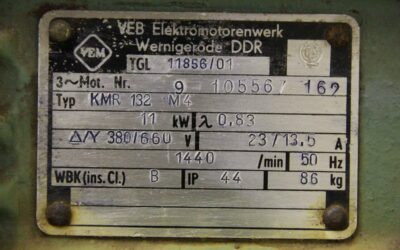 VEB Elektromotorenwerk
VEM Wernigerode DDR
TGL 11856/01
3~Mot. Nr. 9 10556/ 162
Typ KMR 132 M4
11 kW λ 0,83
Δ/Y 380/660 V 23/13,5 A
1440 /min 50 Hz
WBK (ins. Cl.) B IP 44 86 kg